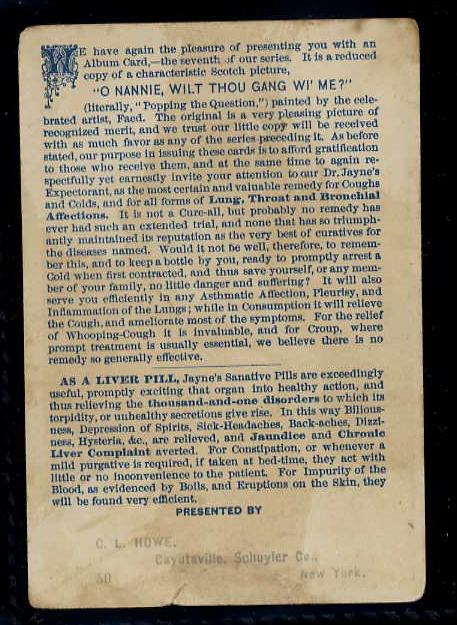 WE have again the pleasure of presenting you with an
Album Card,—the seventh of our series. It is a reduced
copy of a characteristic Scotch picture,
"O NANNIE, WILT THOU GANG WI' ME?"
(literally, "Popping the Question,") painted by the cele-
brated artist, Faed. The original is a very pleasing picture of
recognized merit, and we trust our little copy will be received
with as much favor as any of the series preceding it. As before
stated, our purpose in issuing these cards is to afford gratification
to those who receive them, and at the same time to again re-
spectfully yet earnestly invite your attention to our Dr. Jayne's
Expectorant, as the most certain and valuable remedy for Coughs
and Colds, and for all forms of Lung, Throat and Bronchial
Affections. It is not a Cure-all, but probably no remedy has
ever had such an extended trial, and none that has so triumph-
antly maintained its reputation as the very best of curatives for
the diseases named. Would it not be well, therefore, to remem-
ber this, and to keep a bottle by you, ready to promptly arrest a
Cold when first contracted, and thus save yourself, or any mem-
ber of your family, no little danger and suffering? It will also
serve you efficiently in any Asthmatic Affection, Pleurisy, and
Inflammation of the Lungs; while in Consumption it will relieve
the Cough, and ameliorate most of the symptoms. For the relief
of Whooping-Cough it is invaluable, and for Croup, where
prompt treatment is usually essential, we believe there is no
remedy so generally effective.
AS A LIVER PILL, Jayne's Sanative Pills are exceedingly
useful, promptly exciting that organ into healthy action, and
thus relieving the thousand-and-one disorders to which its
torpidity, or unhealthy secretions give rise. In this way Bilious-
ness, Depression of Spirits, Sick-Headaches, Back-aches, Dizzi-
ness, Hysteria, &c., are relieved, and Jaundice and Chronic
Liver Complaint averted. For Constipation, or whenever a
mild purgative is required, if taken at bed-time, they act with
little or no inconvenience to the patient. For Impurity of the
Blood, as evidenced by Boils, and Eruptions on the Skin, they
will be found very efficient.
PRESENTED BY
C. L. HOWE.
Cayutaville, Schuyler Co.,
50 New York.